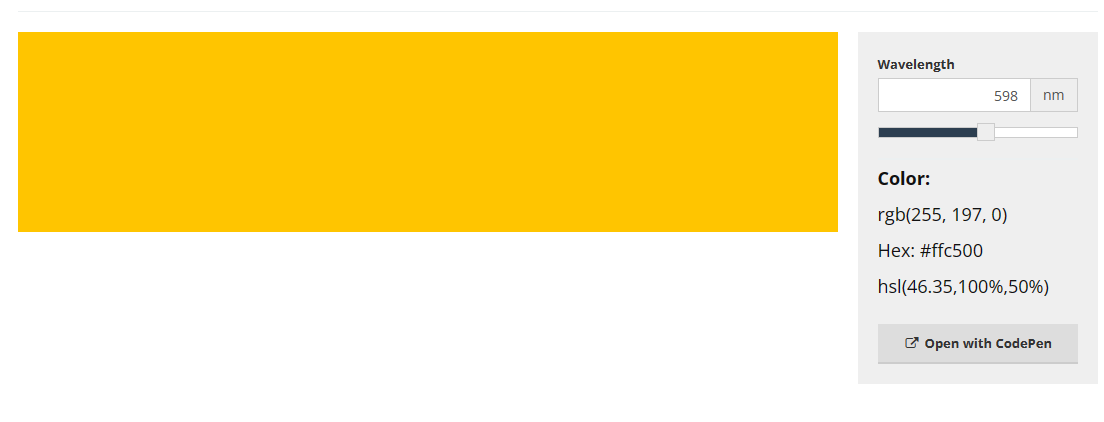 Wavelength
598 nm
Color:
rgb(255, 197, 0)
Hex: #ffc500
hsl(46.35,100%,50%)
Open with CodePen